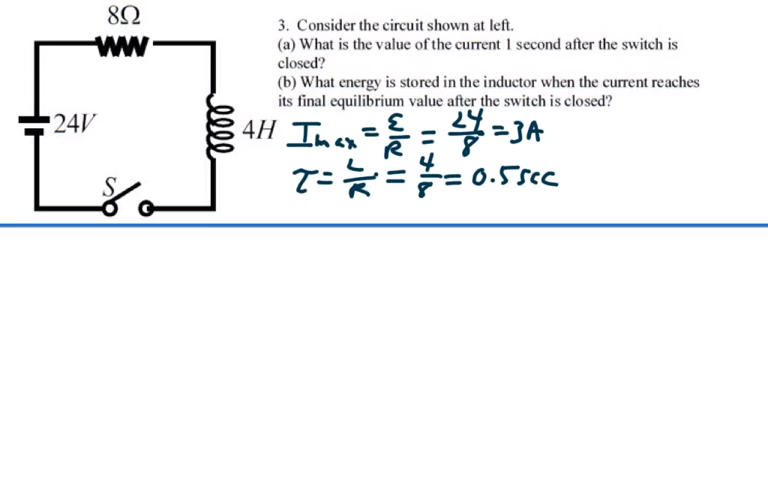 8Ω
24V
4H
S
3. Consider the circuit shown at left.
(a) What is the value of the current 1 second after the switch is
closed?
(b) What energy is stored in the inductor when the current reaches
its final equilibrium value after the switch is closed?
Imax = ε/R = 24/8 = 3A
τ = L/R = 4/8 = 0.5 sec